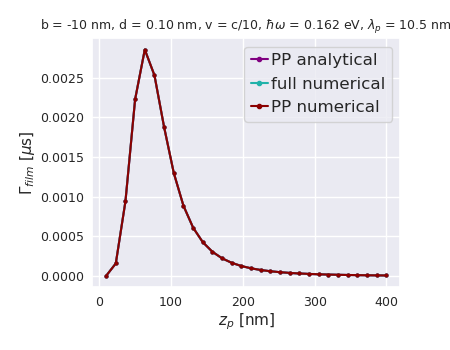 b = -10 nm, d = 0.10 nm, v = c/10, ℏω = 0.162 eV, λp = 10.5 nm
PP analytical
full numerical
PP numerical
Γfilm [μs]
0.0025
0.0020
0.0015
0.0010
0.0005
0.0000
0 100 200 300 400
zp [nm]